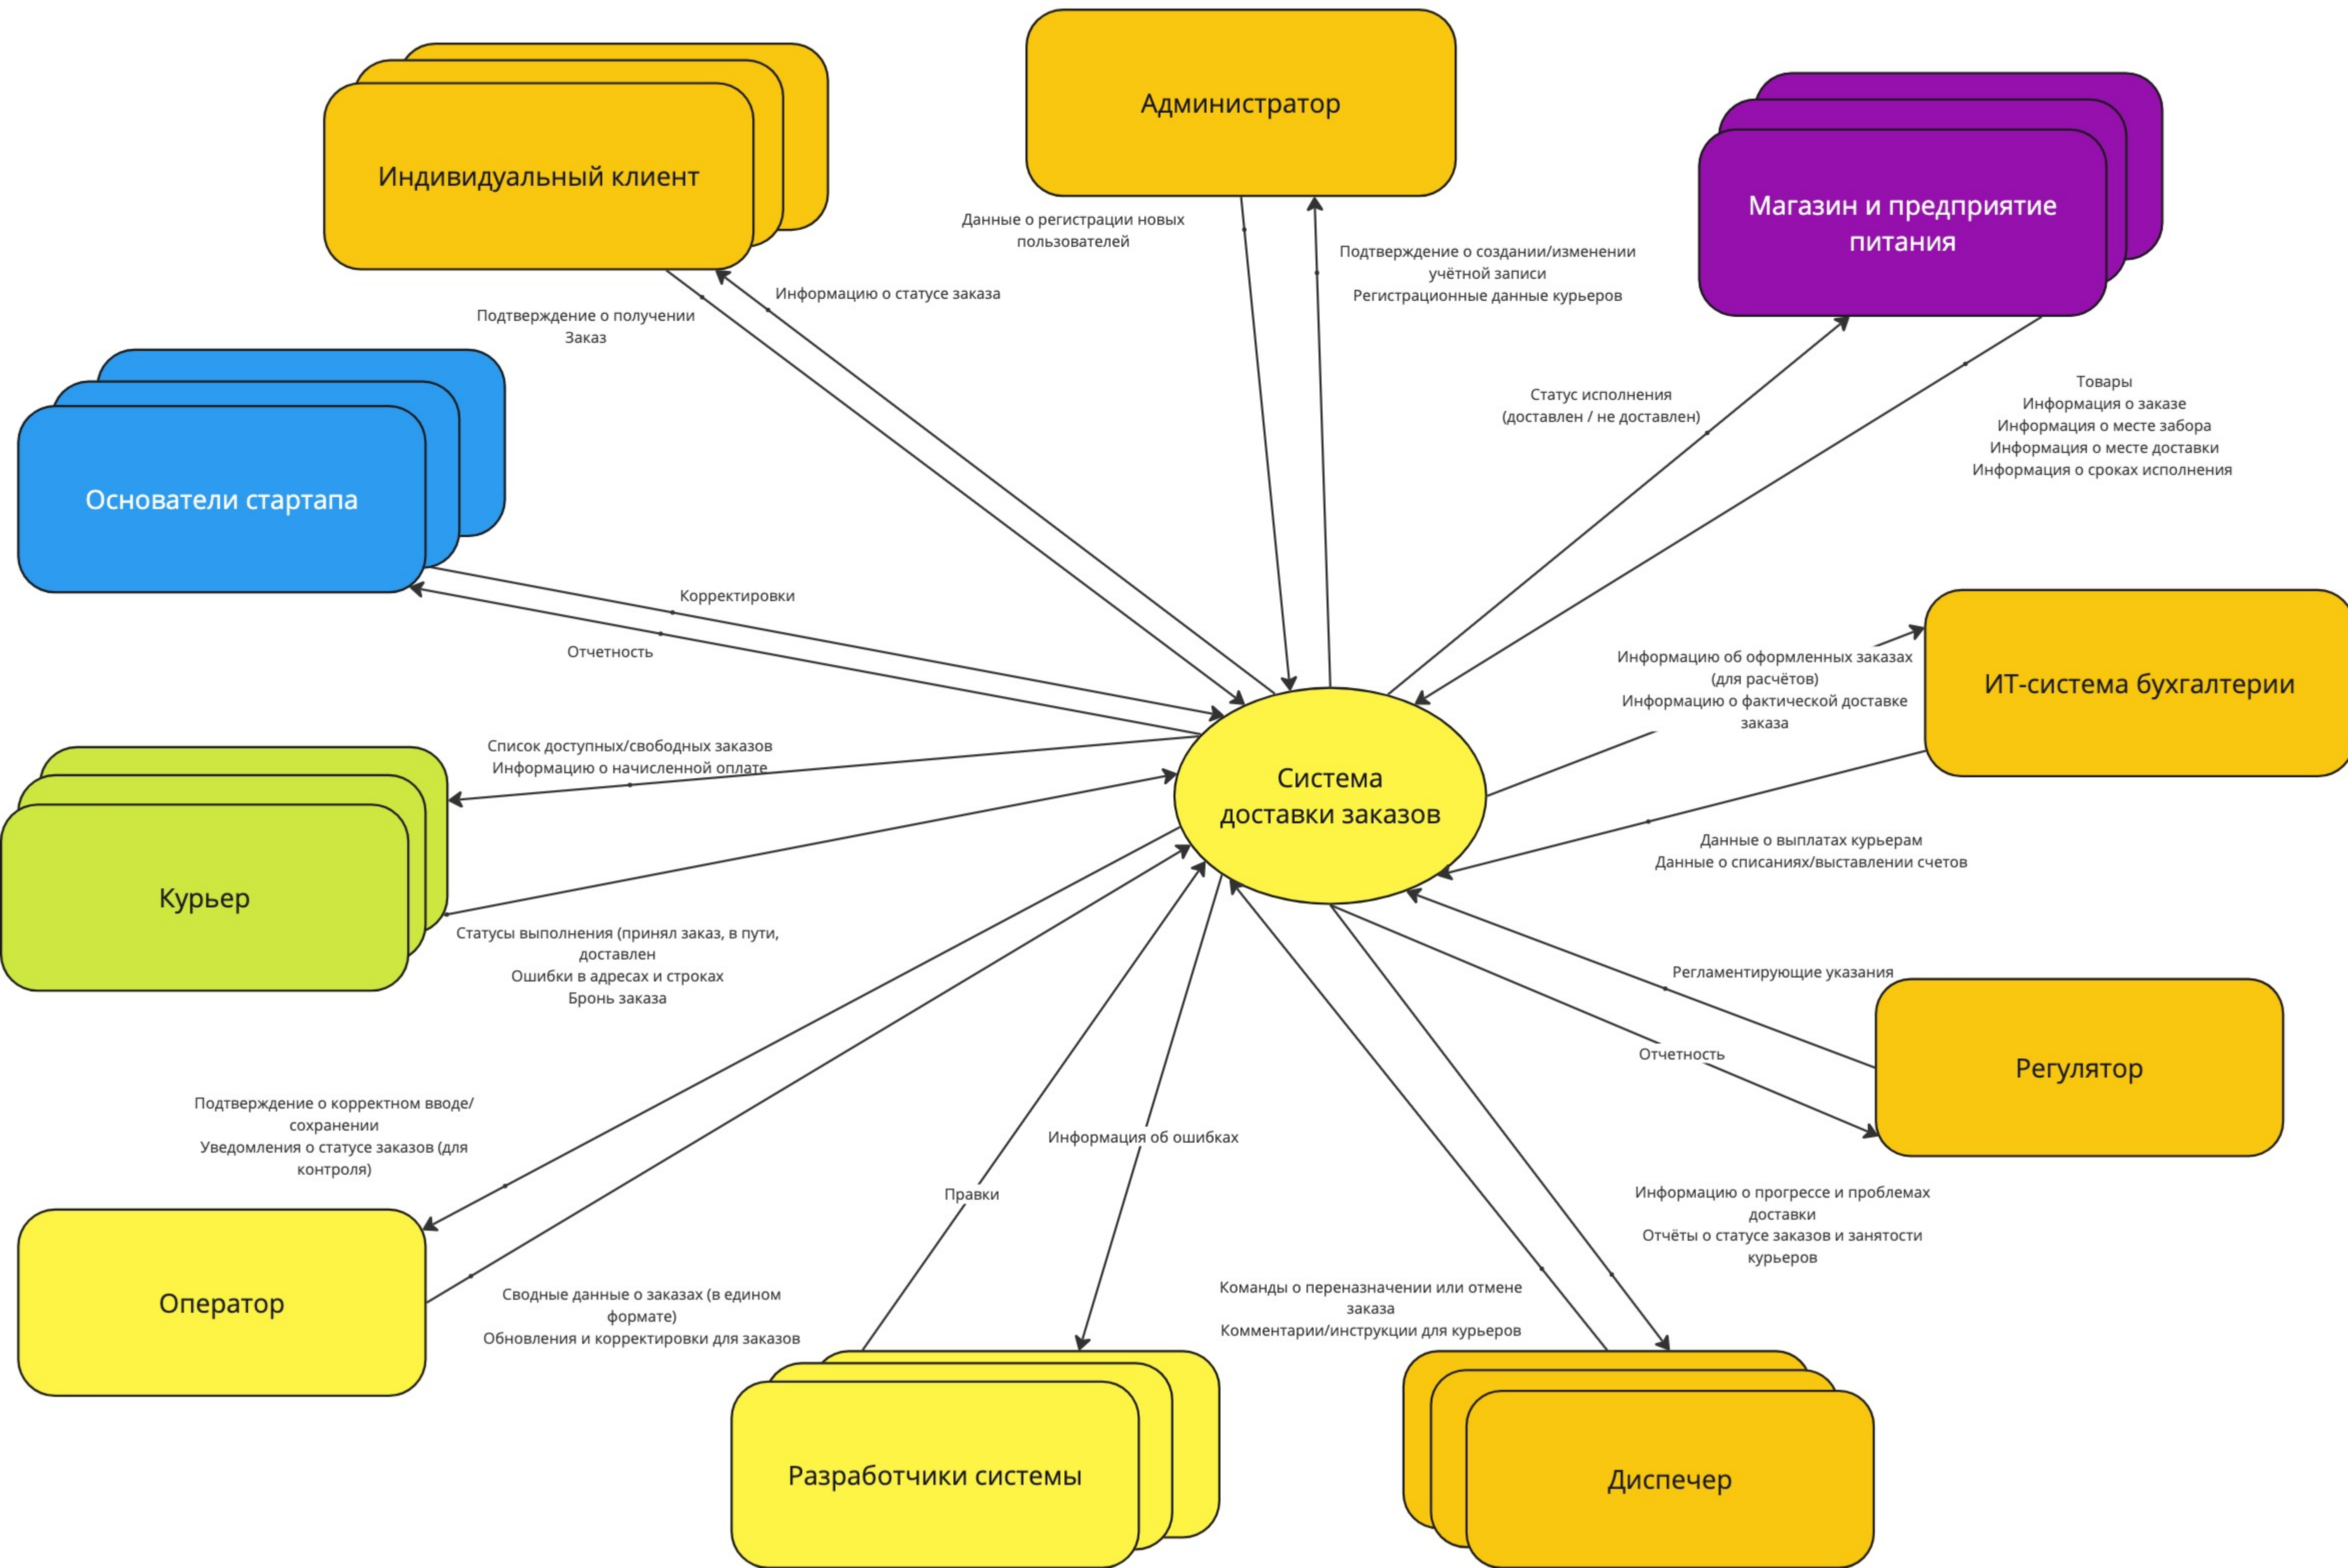 Администратор
Индивидуальный клиент
Магазин и предприятие
питания
Данные о регистрации новых
пользователей
Подтверждение о создании/изменении
учётной записи
Регистрационные данные курьеров
Информацию о статусе заказа
Подтверждение о получении
Заказ
Статус исполнения
(доставлен / не доставлен)
Товары
Информация о заказе
Информация о месте забора
Информация о месте доставки
Информация о сроках исполнения
Основатели стартапа
Корректировки
Отчетность
Информацию об оформленных заказах
(для расчётов)
Информацию о фактической доставке
заказа
ИТ-система бухгалтерии
Список доступных/свободных заказов
Информацию о начисленной оплате
Система
доставки заказов
Данные о выплатах курьерам
Данные о списаниях/выставлении счетов
Курьер
Статусы выполнения (принял заказ, в пути,
доставлен
Ошибки в адресах и строках
Бронь заказа
Регламентирующие указания
Отчетность
Регулятор
Подтверждение о корректном вводе/
сохранении
Уведомления о статусе заказов (для
контроля)
Информация об ошибках
Правки
Информацию о прогрессе и проблемах
доставки
Отчёты о статусе заказов и занятости
курьеров
Оператор
Сводные данные о заказах (в едином
формате)
Обновления и корректировки для заказов
Команды о переназначении или отмене
заказа
Комментарии/инструкции для курьеров
Разработчики системы
Диспечер